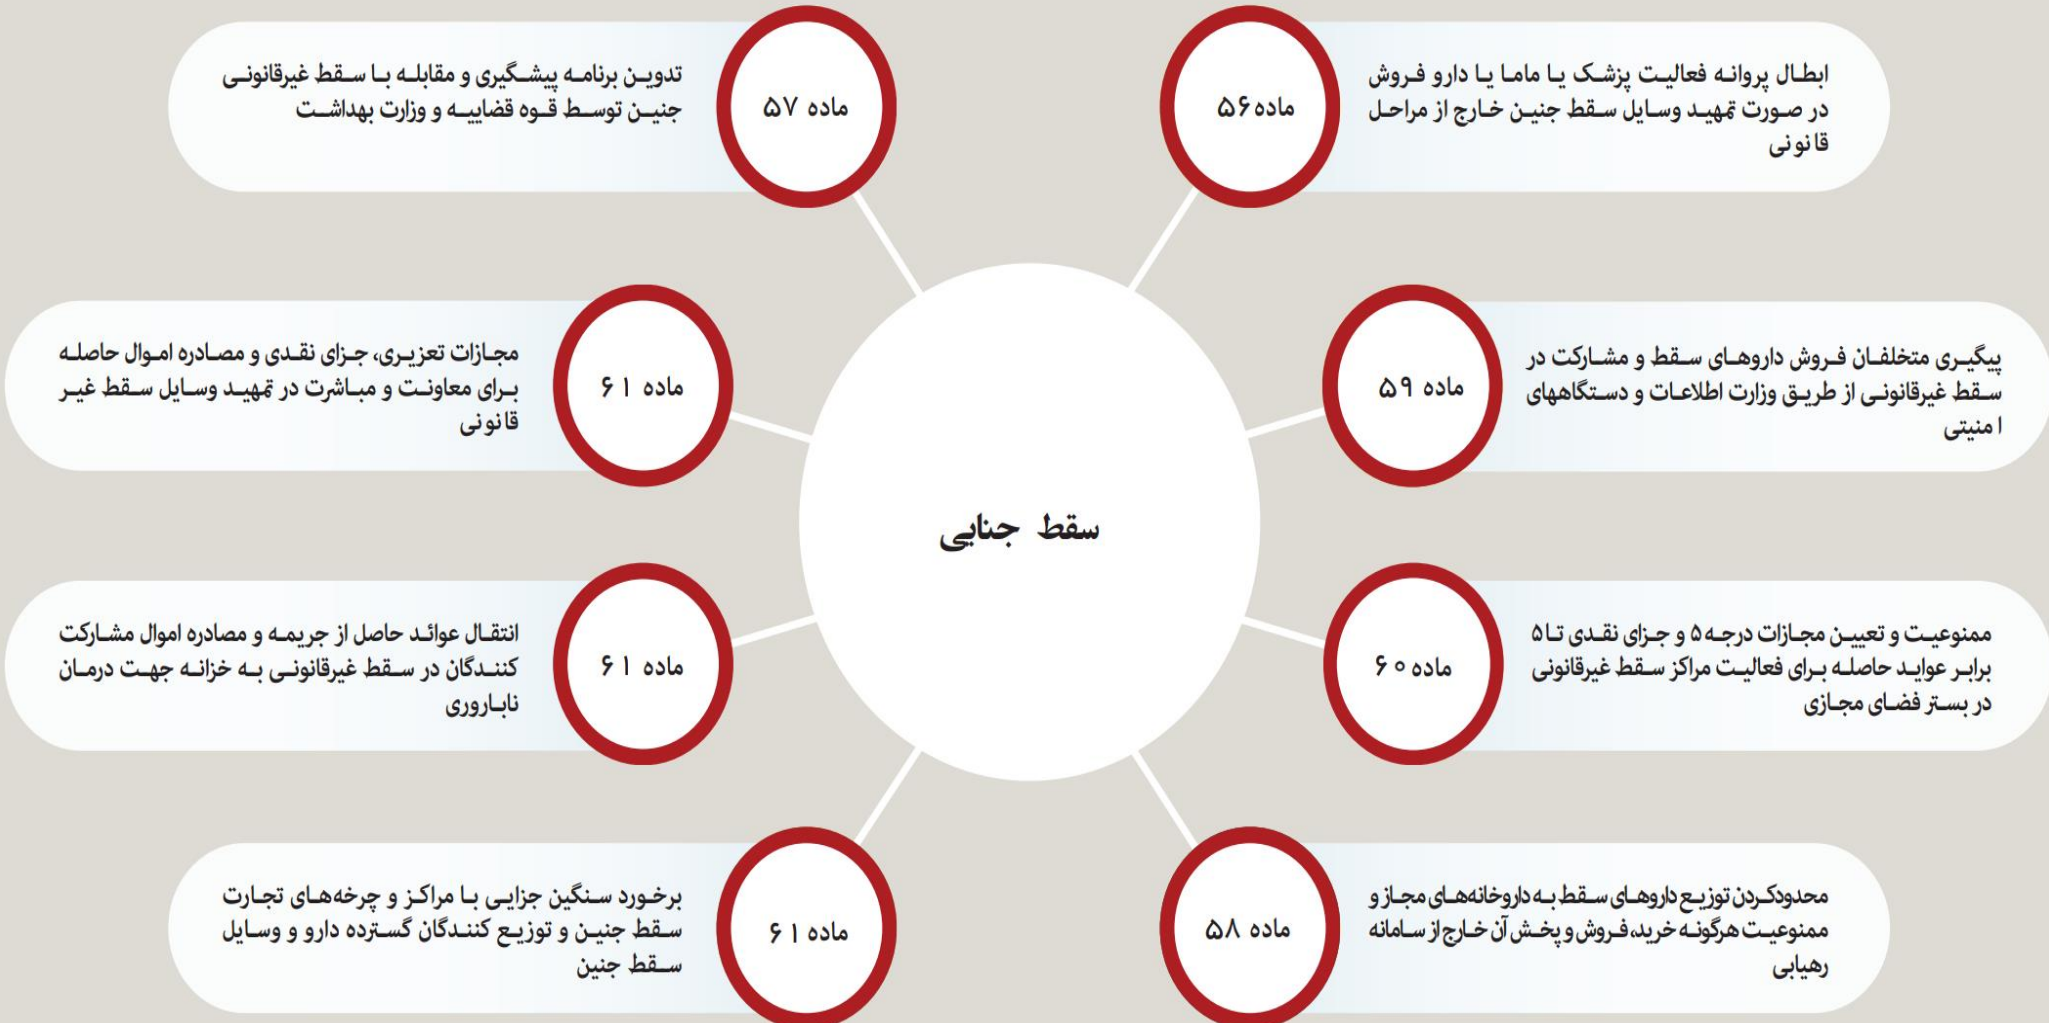 ماده ۵۶
ابطال پروانه فعالیت پزشک یا ماما یا دارو فروش
در صورت تمهید وسایل سقط جنین خارج از مراحل
قانونی
ماده ۵۷
تدوین برنامه پیشگیری و مقابله با سقط غیرقانونی
جنین توسط قوه قضاییه و وزارت بهداشت
ماده ۵۹
پیگیری متخلفان فروش داروهای سقط و مشارکت در
سقط غیرقانونی از طریق وزارت اطلاعات و دستگاههای
امنیتی
ماده ۶۱
مجازات تعزیری، جزای نقدی و مصادره اموال حاصله
برای معاونت و مباشرت در تمهید وسایل سقط غیر
قانونی
سقط جنایی
ماده ۶۰
ممنوعیت و تعیین مجازات درجه ۵ و جزای نقدی تا ۵
برابر عواید حاصله برای فعالیت مراکز سقط غیرقانونی
در بستر فضای مجازی
ماده ۶۱
انتقال عوائد حاصل از جریمه و مصادره اموال مشارکت
کنندگان در سقط غیرقانونی به خزانه جهت درمان
ناباروری
ماده ۵۸
محدودکردن توزیع داروهای سقط به داروخانه‌های مجاز و
ممنوعیت هرگونه خرید، فروش و پخش آن خارج از سامانه
رهیابی
ماده ۶۱
برخورد سنگین جزایی با مراکز و چرخه‌های تجارت
سقط جنین و توزیع کنندگان گسترده دارو و وسایل
سقط جنین